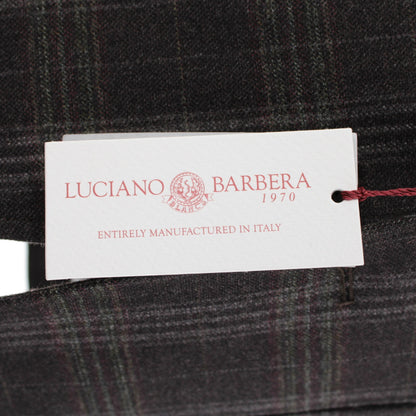 LUCIANO BARBERA
1970
ENTIRELY MANUFACTURED IN ITALY